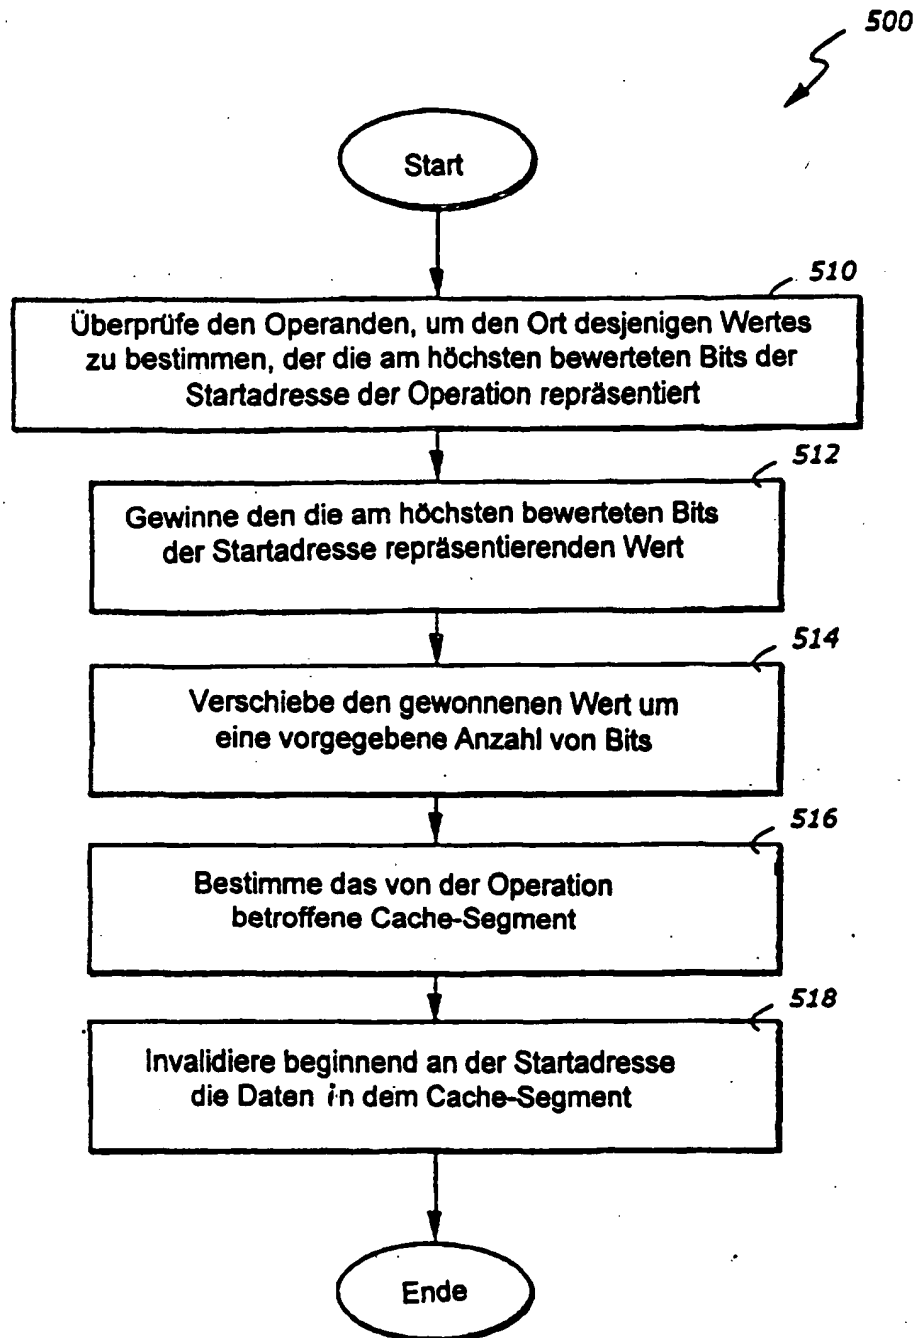 500
Start
510
Überprüfe den Operanden, um den Ort desjenigen Wertes
zu bestimmen, der die am höchsten bewerteten Bits der
Startadresse der Operation repräsentiert
512
Gewinne den die am höchsten bewerteten Bits
der Startadresse repräsentierenden Wert
514
Verschiebe den gewonnenen Wert um
eine vorgegebene Anzahl von Bits
516
Bestimme das von der Operation
betroffene Cache-Segment
518
Invalidiere beginnend an der Startadresse
die Daten in dem Cache-Segment
Ende